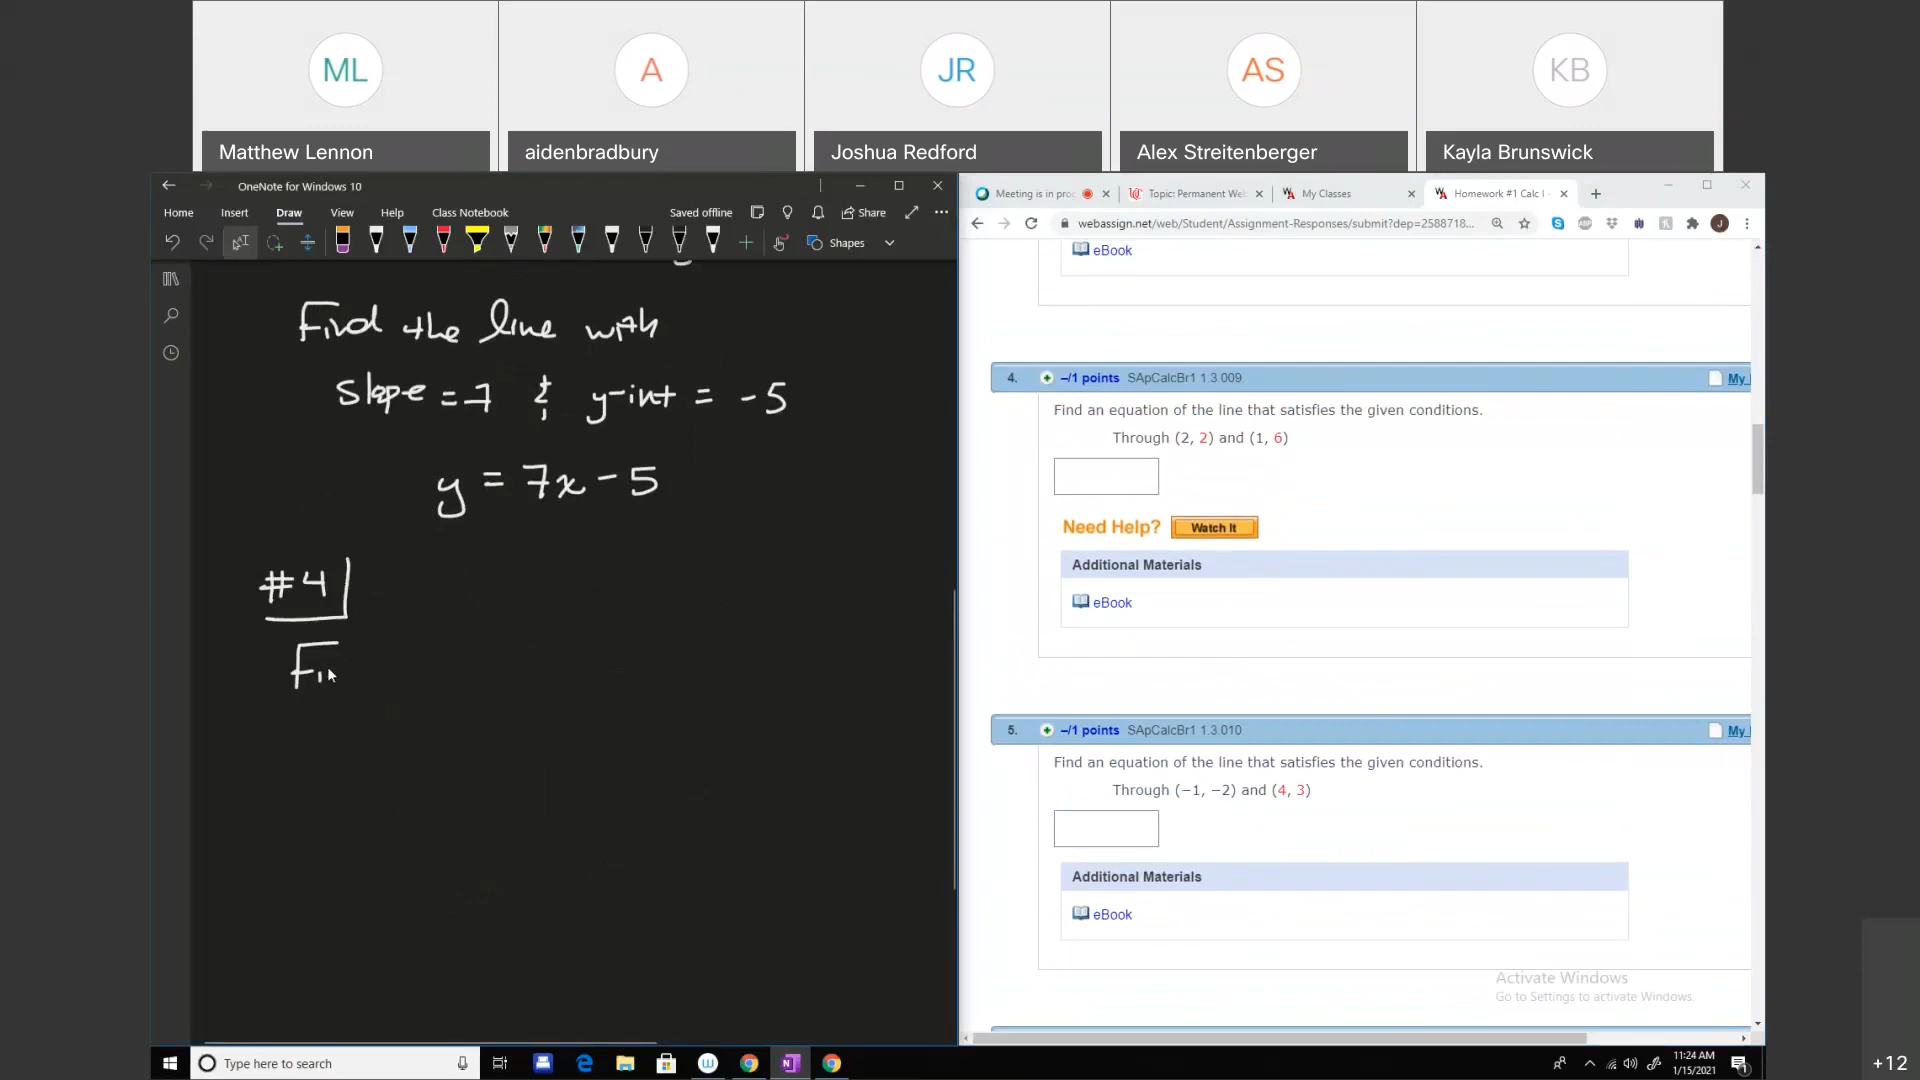 ML
A
JR
AS
KB
Matthew Lennon
aidenbradbury
Joshua Redford
Alex Streitenberger
Kayla Brunswick
OneNote for Windows 10
Home Insert Draw View Help Class Notebook Saved offline Share
Shapes
Find the line with
slope = 7 & y-int = -5
y = 7x - 5
#4
Fi
Meeting is in pro
Topic: Permanent We
My Classes
Homework #1 Calc I -
webassign.net/web/Student/Assignment-Responses/submit?dep=2588718...
eBook
4. –/1 points SApCalcBr1 1.3.009. My
Find an equation of the line that satisfies the given conditions.
Through (2, 2) and (1, 6)
Need Help? Watch It
Additional Materials
eBook
5. –/1 points SApCalcBr1 1.3.010. My
Find an equation of the line that satisfies the given conditions.
Through (−1, −2) and (4, 3)
Additional Materials
eBook
Activate Windows
Go to Settings to activate Windows.
Type here to search
11:24 AM
1/15/2021
+12